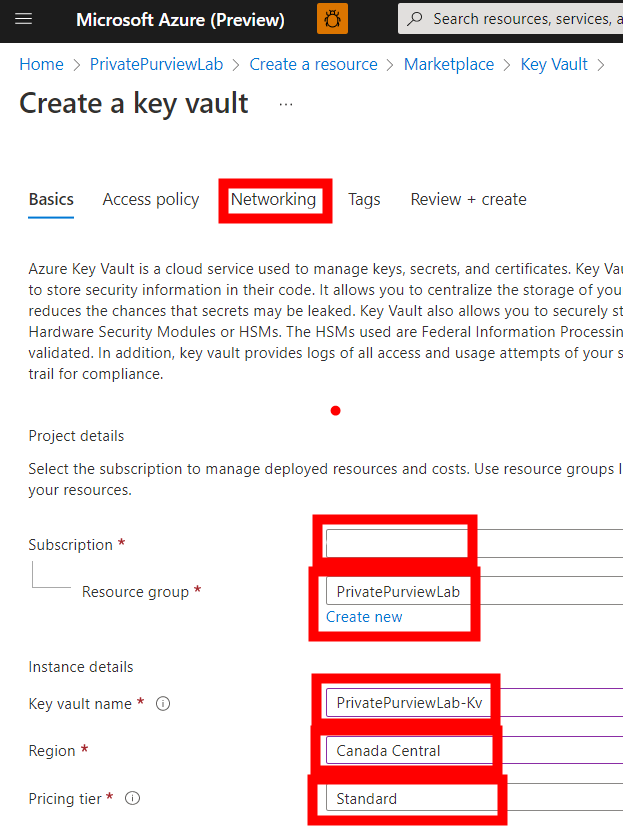 Microsoft Azure (Preview)
Search resources, services, a
Home > PrivatePurviewLab > Create a resource > Marketplace > Key Vault >
Create a key vault ...
Basics Access policy Networking Tags Review + create
Azure Key Vault is a cloud service used to manage keys, secrets, and certificates. Key Vau
to store security information in their code. It allows you to centralize the storage of you
reduces the chances that secrets may be leaked. Key Vault also allows you to securely st
Hardware Security Modules or HSMs. The HSMs used are Federal Information Processin
validated. In addition, key vault provides logs of all access and usage attempts of your s
trail for compliance.
Project details
Select the subscription to manage deployed resources and costs. Use resource groups l
your resources.
Subscription *
Resource group *
PrivatePurviewLab
Create new
Instance details
Key vault name *
PrivatePurviewLab-Kv
Region *
Canada Central
Pricing tier *
Standard